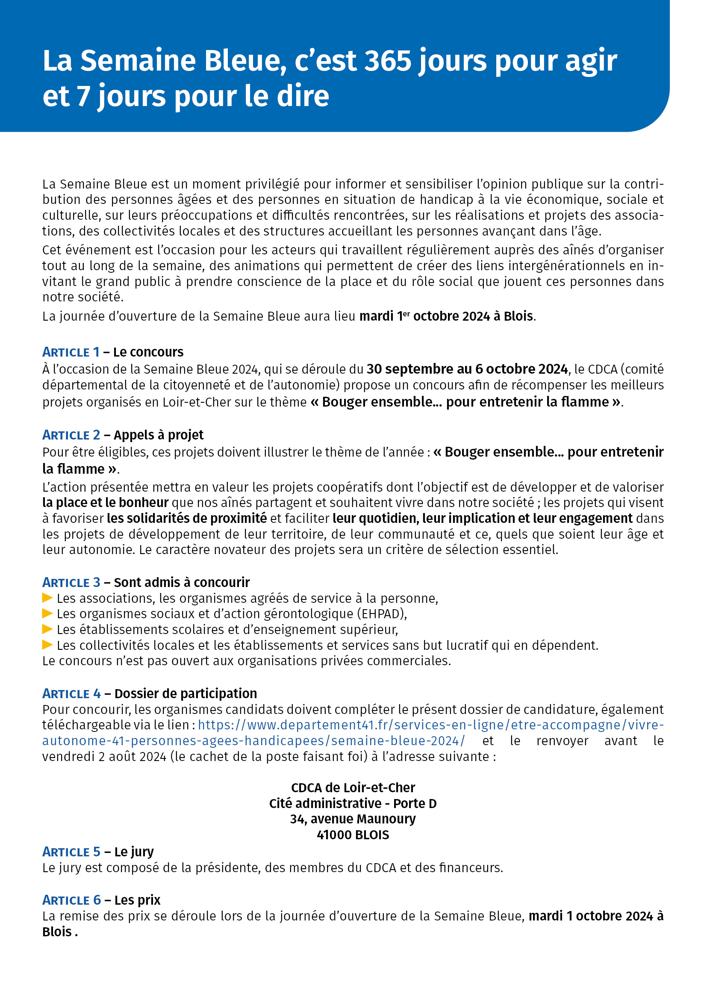 La Semaine Bleue, c’est 365 jours pour agir
et 7 jours pour le dire
La Semaine Bleue est un moment privilégié pour informer et sensibiliser l’opinion publique sur la contri-
bution des personnes âgées et des personnes en situation de handicap à la vie économique, sociale et
culturelle, sur leurs préoccupations et difficultés rencontrées, sur les réalisations et projets des associa-
tions, des collectivités locales et des structures accueillant les personnes avançant dans l’âge.
Cet événement est l’occasion pour les acteurs qui travaillent régulièrement auprès des aînés d’organiser
tout au long de la semaine, des animations qui permettent de créer des liens intergénérationnels en in-
vitant le grand public à prendre conscience de la place et du rôle social que jouent ces personnes dans
notre société.
La journée d’ouverture de la Semaine Bleue aura lieu mardi 1er octobre 2024 à Blois.
Article 1 – Le concours
À l’occasion de la Semaine Bleue 2024, qui se déroule du 30 septembre au 6 octobre 2024, le CDCA (comité
départemental de la citoyenneté et de l’autonomie) propose un concours afin de récompenser les meilleurs
projets organisés en Loir-et-Cher sur le thème « Bouger ensemble... pour entretenir la flamme ».
Article 2 – Appels à projet
Pour être éligibles, ces projets doivent illustrer le thème de l’année : « Bouger ensemble... pour entretenir
la flamme ».
L’action présentée mettra en valeur les projets coopératifs dont l’objectif est de développer et de valoriser
la place et le bonheur que nos aînés partagent et souhaitent vivre dans notre société ; les projets qui visent
à favoriser les solidarités de proximité et faciliter leur quotidien, leur implication et leur engagement dans
les projets de développement de leur territoire, de leur communauté et ce, quels que soient leur âge et
leur autonomie. Le caractère novateur des projets sera un critère de sélection essentiel.
Article 3 – Sont admis à concourir
► Les associations, les organismes agréés de service à la personne,
► Les organismes sociaux et d’action gérontologique (EHPAD),
► Les établissements scolaires et d’enseignement supérieur,
► Les collectivités locales et les établissements et services sans but lucratif qui en dépendent.
Le concours n’est pas ouvert aux organisations privées commerciales.
Article 4 – Dossier de participation
Pour concourir, les organismes candidats doivent compléter le présent dossier de candidature, également
téléchargeable via le lien : https://www.departement41.fr/services-en-ligne/etre-accompagne/vivre-
autonome-41-personnes-agees-handicapees/semaine-bleue-2024/ et le renvoyer avant le
vendredi 2 août 2024 (le cachet de la poste faisant foi) à l’adresse suivante :
CDCA de Loir-et-Cher
Cité administrative - Porte D
34, avenue Maunoury
41000 BLOIS
Article 5 – Le jury
Le jury est composé de la présidente, des membres du CDCA et des financeurs.
Article 6 – Les prix
La remise des prix se déroule lors de la journée d’ouverture de la Semaine Bleue, mardi 1 octobre 2024 à
Blois .